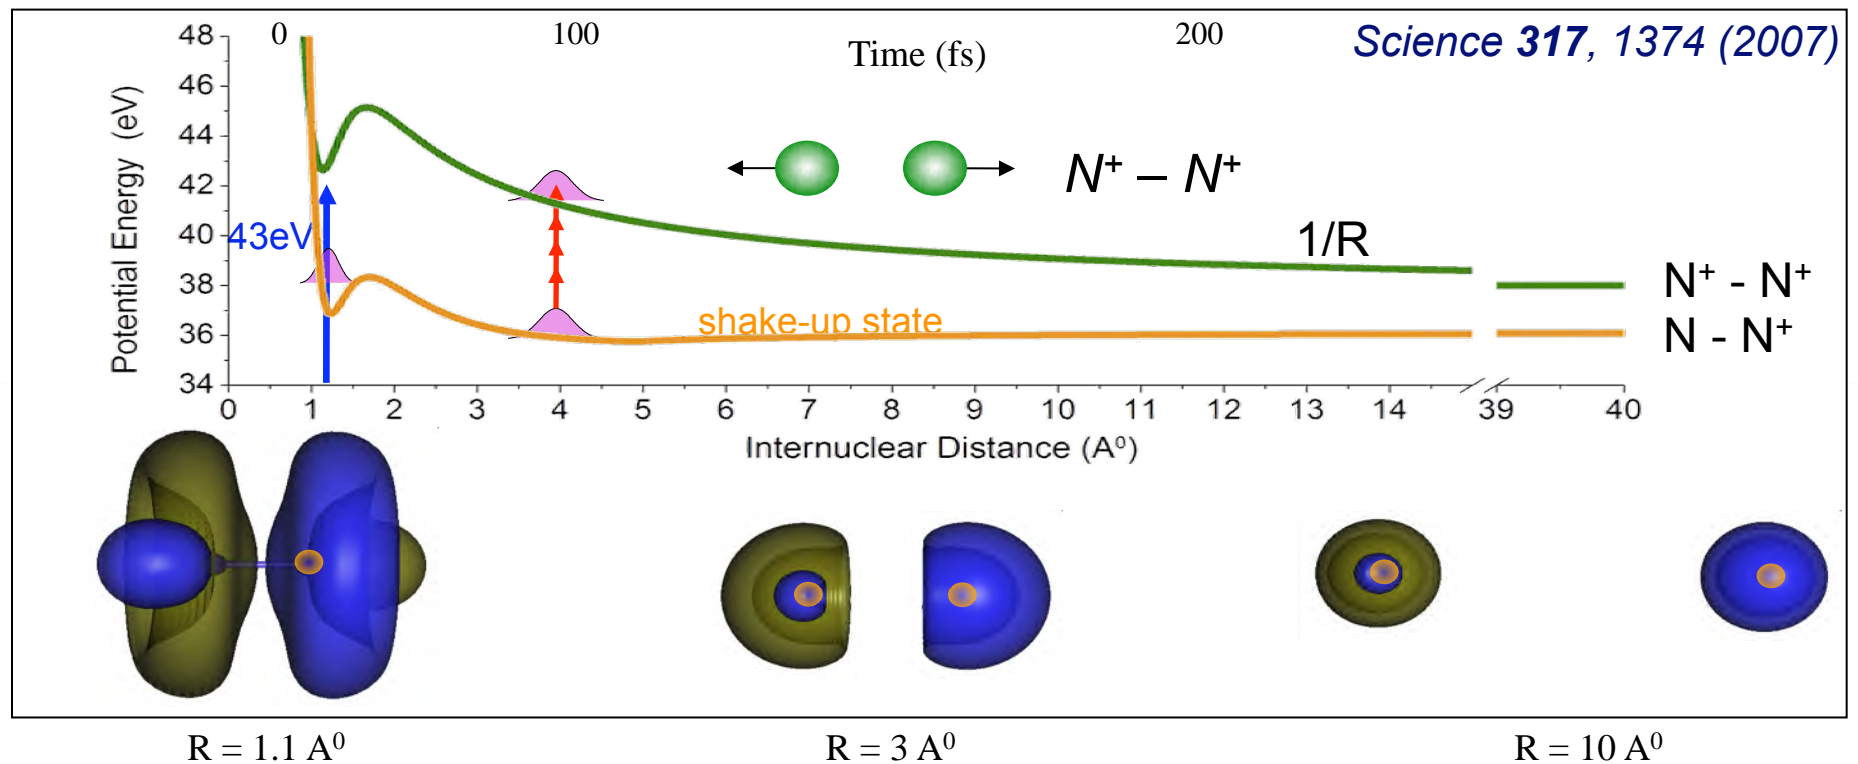 0 100 200
Time (fs)
Science 317, 1374 (2007)
48
46
44
42
40
38
36
34
Potential Energy (eV)
43eV
N⁺ – N⁺
1/R
shake-up state
N⁺ - N⁺
N - N⁺
0 1 2 3 4 5 6 7 8 9 10 11 12 13 14 39 40
Internuclear Distance (A⁰)
R = 1.1 A⁰
R = 3 A⁰
R = 10 A⁰